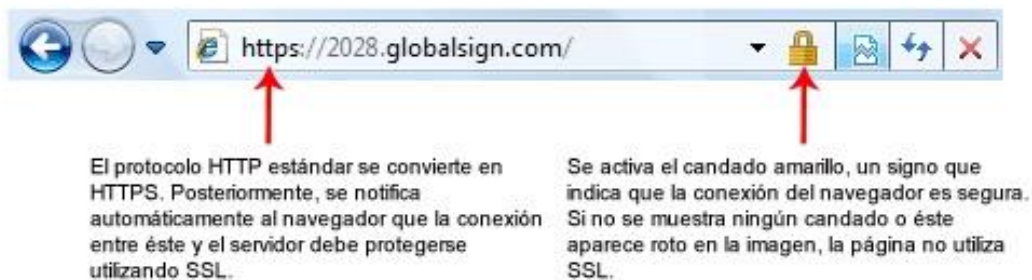 https://2028.globalsign.com/
El protocolo HTTP estándar se convierte en
HTTPS. Posteriormente, se notifica
automáticamente al navegador que la conexión
entre éste y el servidor debe protegerse
utilizando SSL.
Se activa el candado amarillo, un signo que
indica que la conexión del navegador es segura.
Si no se muestra ningún candado o éste
aparece roto en la imagen, la página no utiliza
SSL.